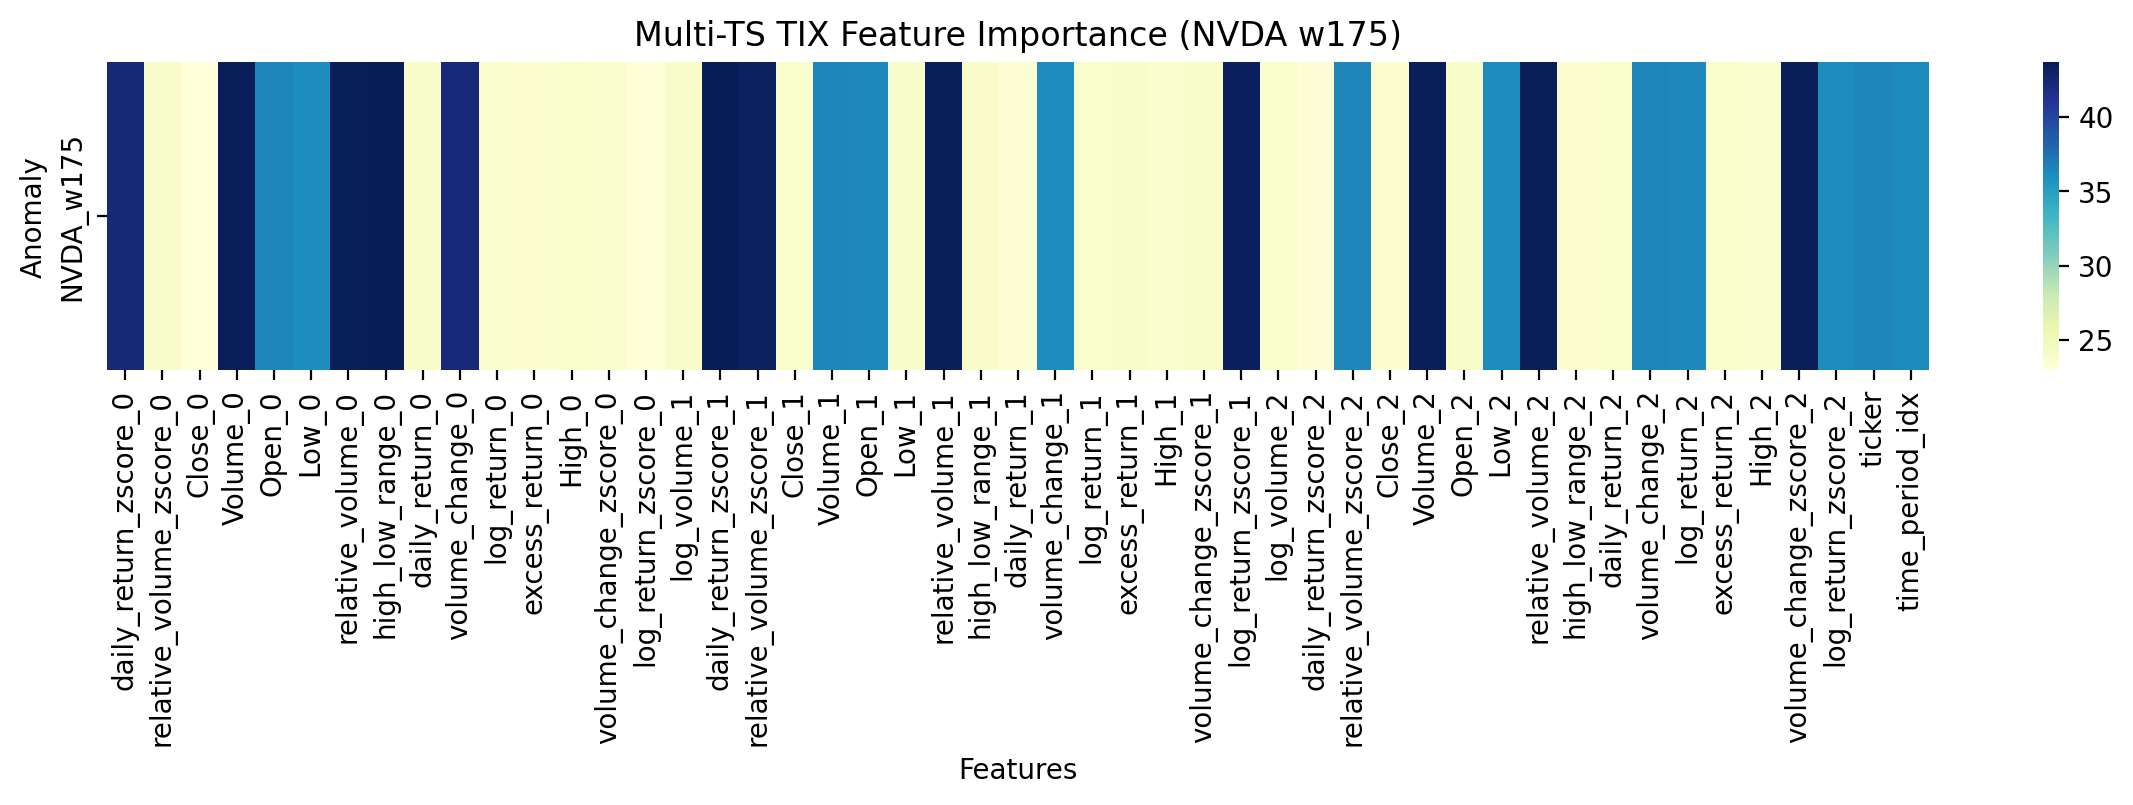 Multi-TS TIX Feature Importance (NVDA w175)
Anomaly
NVDA_w175
daily_return_zscore_0
relative_volume_zscore_0
Close_0
Volume_0
Open_0
Low_0
relative_volume_0
high_low_range_0
daily_return_0
volume_change_0
log_return_0
excess_return_0
High_0
volume_change_zscore_0
log_return_zscore_0
log_volume_1
daily_return_zscore_1
relative_volume_zscore_1
Close_1
Volume_1
Open_1
Low_1
relative_volume_1
high_low_range_1
daily_return_1
volume_change_1
log_return_1
excess_return_1
High_1
volume_change_zscore_1
log_return_zscore_1
log_volume_2
daily_return_zscore_2
relative_volume_zscore_2
Close_2
Volume_2
Open_2
Low_2
relative_volume_2
high_low_range_2
daily_return_2
volume_change_2
log_return_2
excess_return_2
High_2
volume_change_zscore_2
log_return_zscore_2
ticker
time_period_idx
Features
40
35
30
25